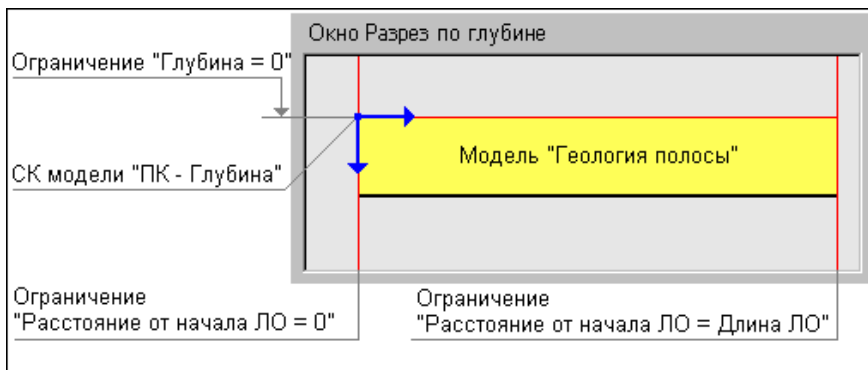 Окно Разрез по глубине
Ограничение "Глубина = 0"
Модель "Геология полосы"
СК модели "ПК - Глубина"
Ограничение
"Расстояние от начала ЛО = 0"
Ограничение
"Расстояние от начала ЛО = Длина ЛО"